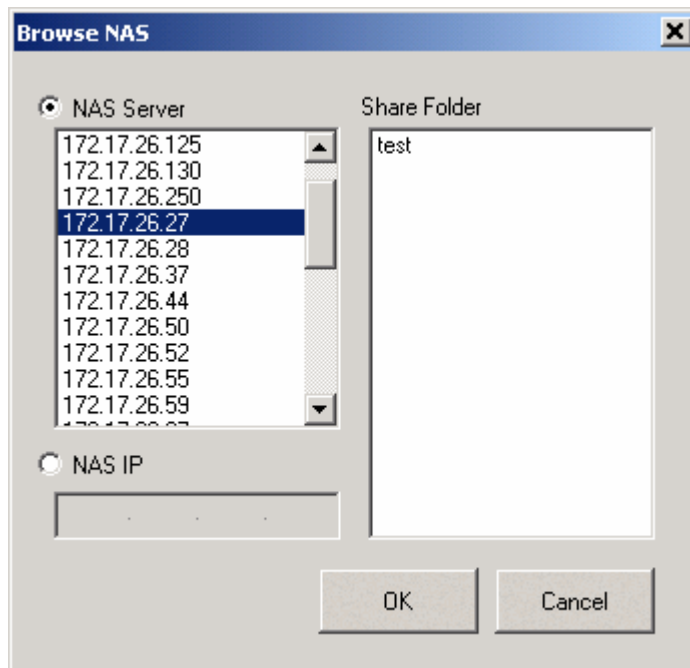 Browse NAS
NAS Server
172.17.26.125
172.17.26.130
172.17.26.250
172.17.26.27
172.17.26.28
172.17.26.37
172.17.26.44
172.17.26.50
172.17.26.52
172.17.26.55
172.17.26.59
NAS IP
. . .
Share Folder
test
OK
Cancel